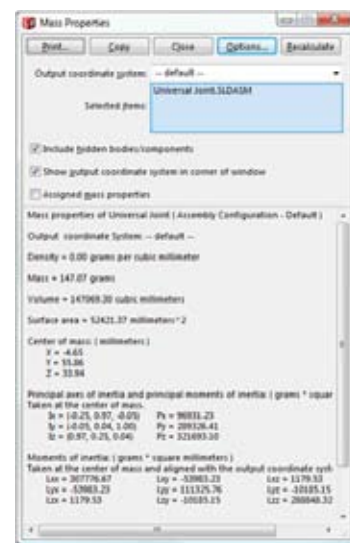 Mass Properties
Print... Copy Close Options... Recalculate
Output coordinate system: -- default --
Universal Joint.SLDASM
Selected items:
Include hidden bodies/components
Show output coordinate system in corner of window
Assigned mass properties
Mass properties of Universal Joint ( Assembly Configuration - Default )
Output coordinate System: -- default --
Density = 0.00 grams per cubic millimeter
Mass = 147.07 grams
Volume = 147069.30 cubic millimeters
Surface area = 52421.37 millimeters^2
Center of mass: ( millimeters )
X = -4.65
Y = 55.86
Z = 33.94
Principal axes of inertia and principal moments of inertia: ( grams * squar
Taken at the center of mass.
Ix = (-0.25, 0.97, -0.05) Px = 96931.23
Iy = (-0.05, 0.04, 1.00) Py = 289326.41
Iz = (0.97, 0.25, 0.04) Pz = 321693.10
Moments of inertia: ( grams * square millimeters )
Taken at the center of mass and aligned with the output coordinate syst
Lxx = 307776.67 Lxy = -53983.23 Lxz = 1179.53
Lyx = -53983.23 Lyy = 111325.76 Lyz = -10185.15
Lzx = 1179.53 Lzy = -10185.15 Lzz = 288848.32